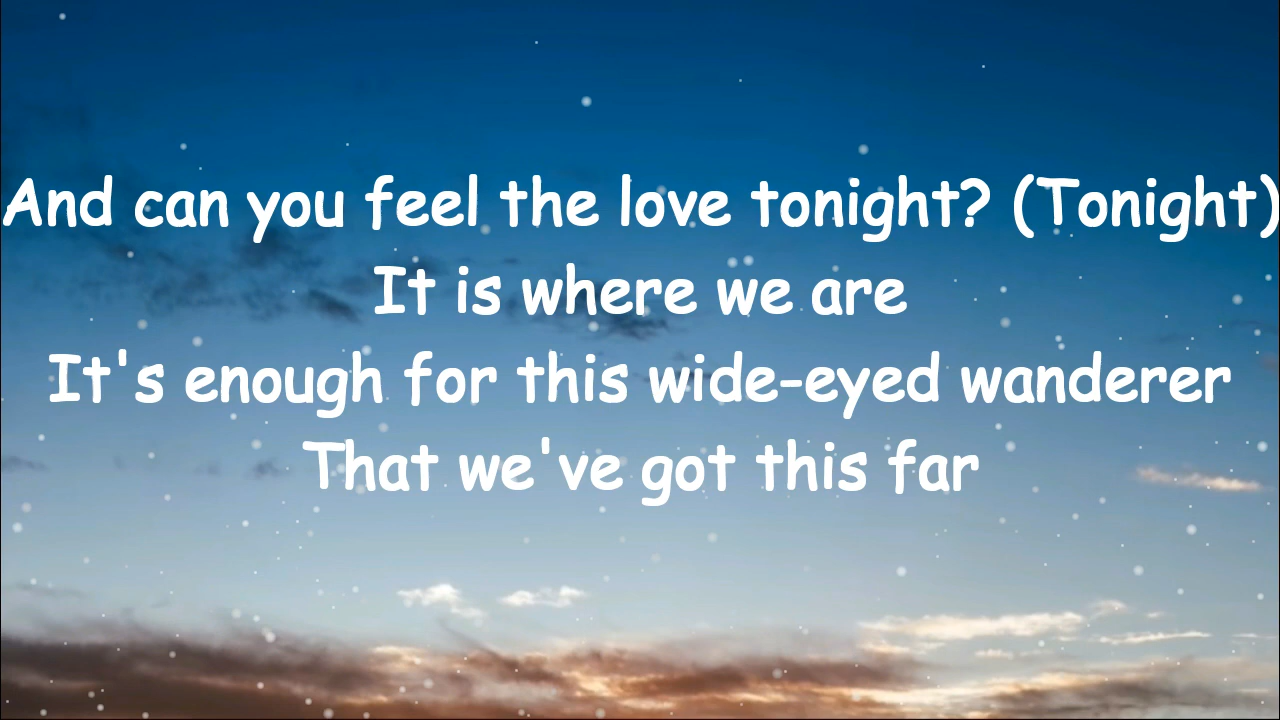 And can you feel the love tonight? (Tonight)
It is where we are
It's enough for this wide-eyed wanderer
That we've got this far